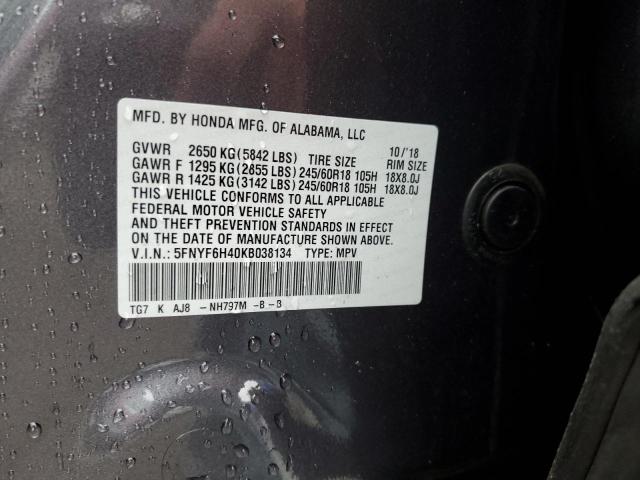 MFD. BY HONDA MFG. OF ALABAMA, LLC
10/'18
GVWR 2650 KG(5842 LBS) TIRE SIZE RIM SIZE
GAWR F 1295 KG(2855 LBS) 245/60R18 105H 18X8.0J
GAWR R 1425 KG(3142 LBS) 245/60R18 105H 18X8.0J
THIS VEHICLE CONFORMS TO ALL APPLICABLE
FEDERAL MOTOR VEHICLE SAFETY
AND THEFT PREVENTION STANDARDS IN EFFECT
ON THE DATE OF MANUFACTURE SHOWN ABOVE.
V.I.N.: 5FNYF6H40KB038134 TYPE: MPV
TG7 K AJ8 -NH797M -B-B